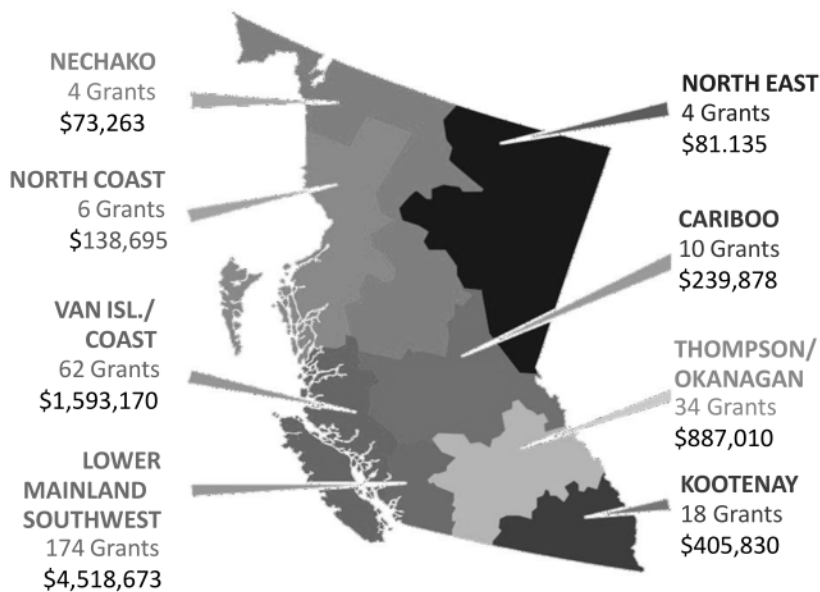 NECHAKO
4 Grants
$73,263
NORTH COAST
6 Grants
$138,695
VAN ISL./
COAST
62 Grants
$1,593,170
LOWER
MAINLAND
SOUTHWEST
174 Grants
$4,518,673
NORTH EAST
4 Grants
$81.135
CARIBOO
10 Grants
$239,878
THOMPSON/
OKANAGAN
34 Grants
$887,010
KOOTENAY
18 Grants
$405,830